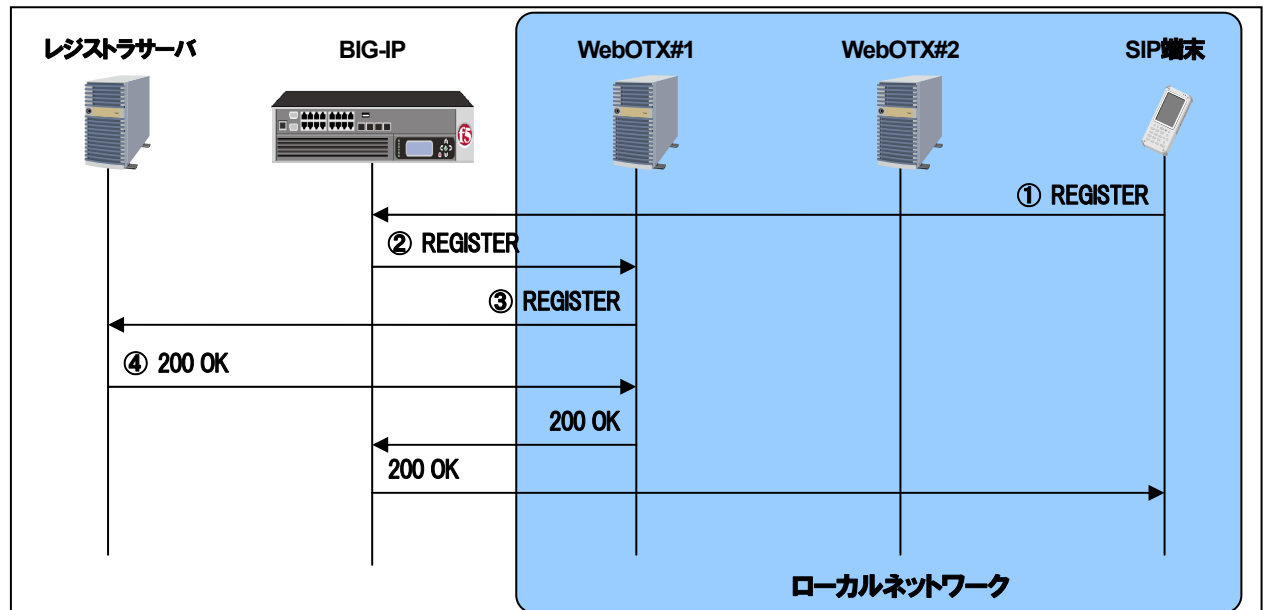 レジストラサーバ
BIG-IP
WebOTX#1
WebOTX#2
SIP端末
f5
① REGISTER
② REGISTER
③ REGISTER
④ 200 OK
200 OK
200 OK
ローカルネットワーク